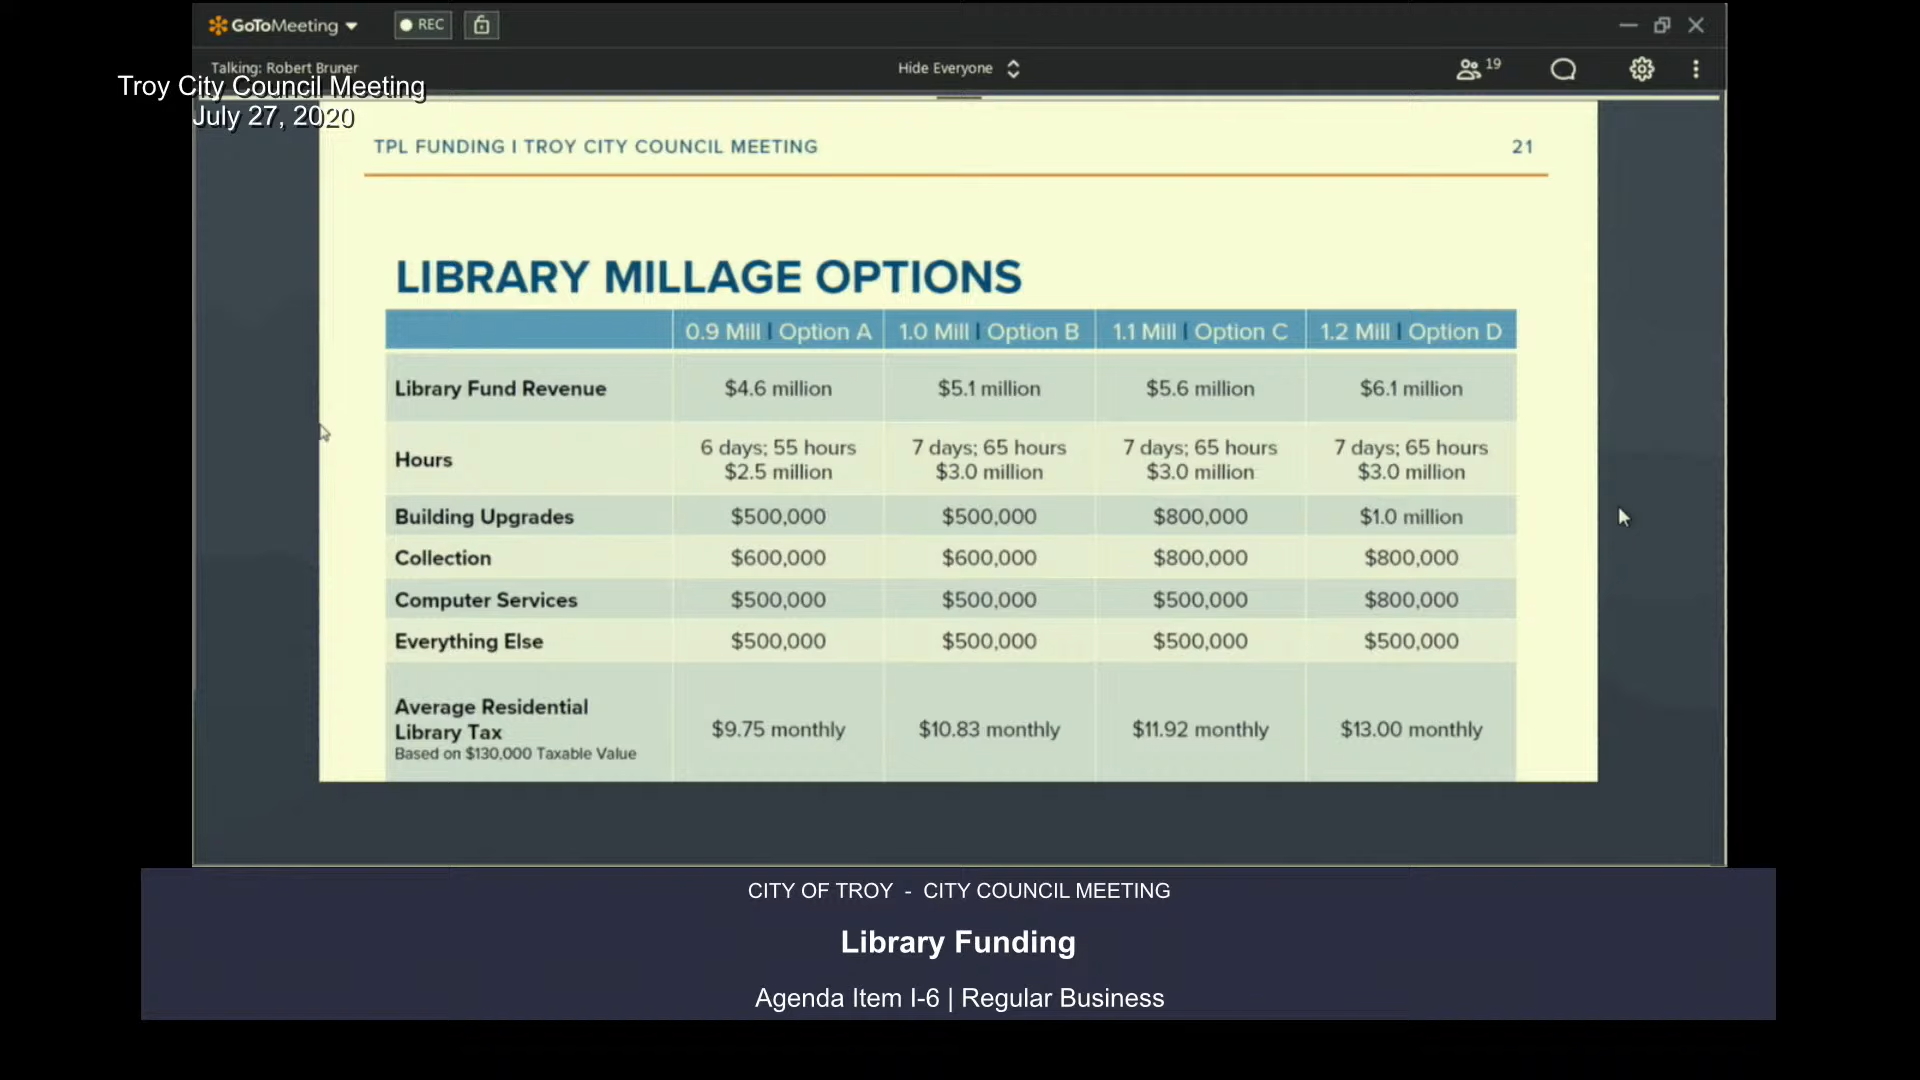 GoToMeeting
REC
Talking: Robert Bruner
Hide Everyone
19
Troy City Council Meeting
July 27, 2020
TPL FUNDING I TROY CITY COUNCIL MEETING 21
LIBRARY MILLAGE OPTIONS
0.9 Mill | Option A 1.0 Mill | Option B 1.1 Mill | Option C 1.2 Mill | Option D
Library Fund Revenue $4.6 million $5.1 million $5.6 million $6.1 million
Hours 6 days; 55 hours 7 days; 65 hours 7 days; 65 hours 7 days; 65 hours
$2.5 million $3.0 million $3.0 million $3.0 million
Building Upgrades $500,000 $500,000 $800,000 $1.0 million
Collection $600,000 $600,000 $800,000 $800,000
Computer Services $500,000 $500,000 $500,000 $800,000
Everything Else $500,000 $500,000 $500,000 $500,000
Average Residential
Library Tax $9.75 monthly $10.83 monthly $11.92 monthly $13.00 monthly
Based on $130,000 Taxable Value
CITY OF TROY - CITY COUNCIL MEETING
Library Funding
Agenda Item I-6 | Regular Business